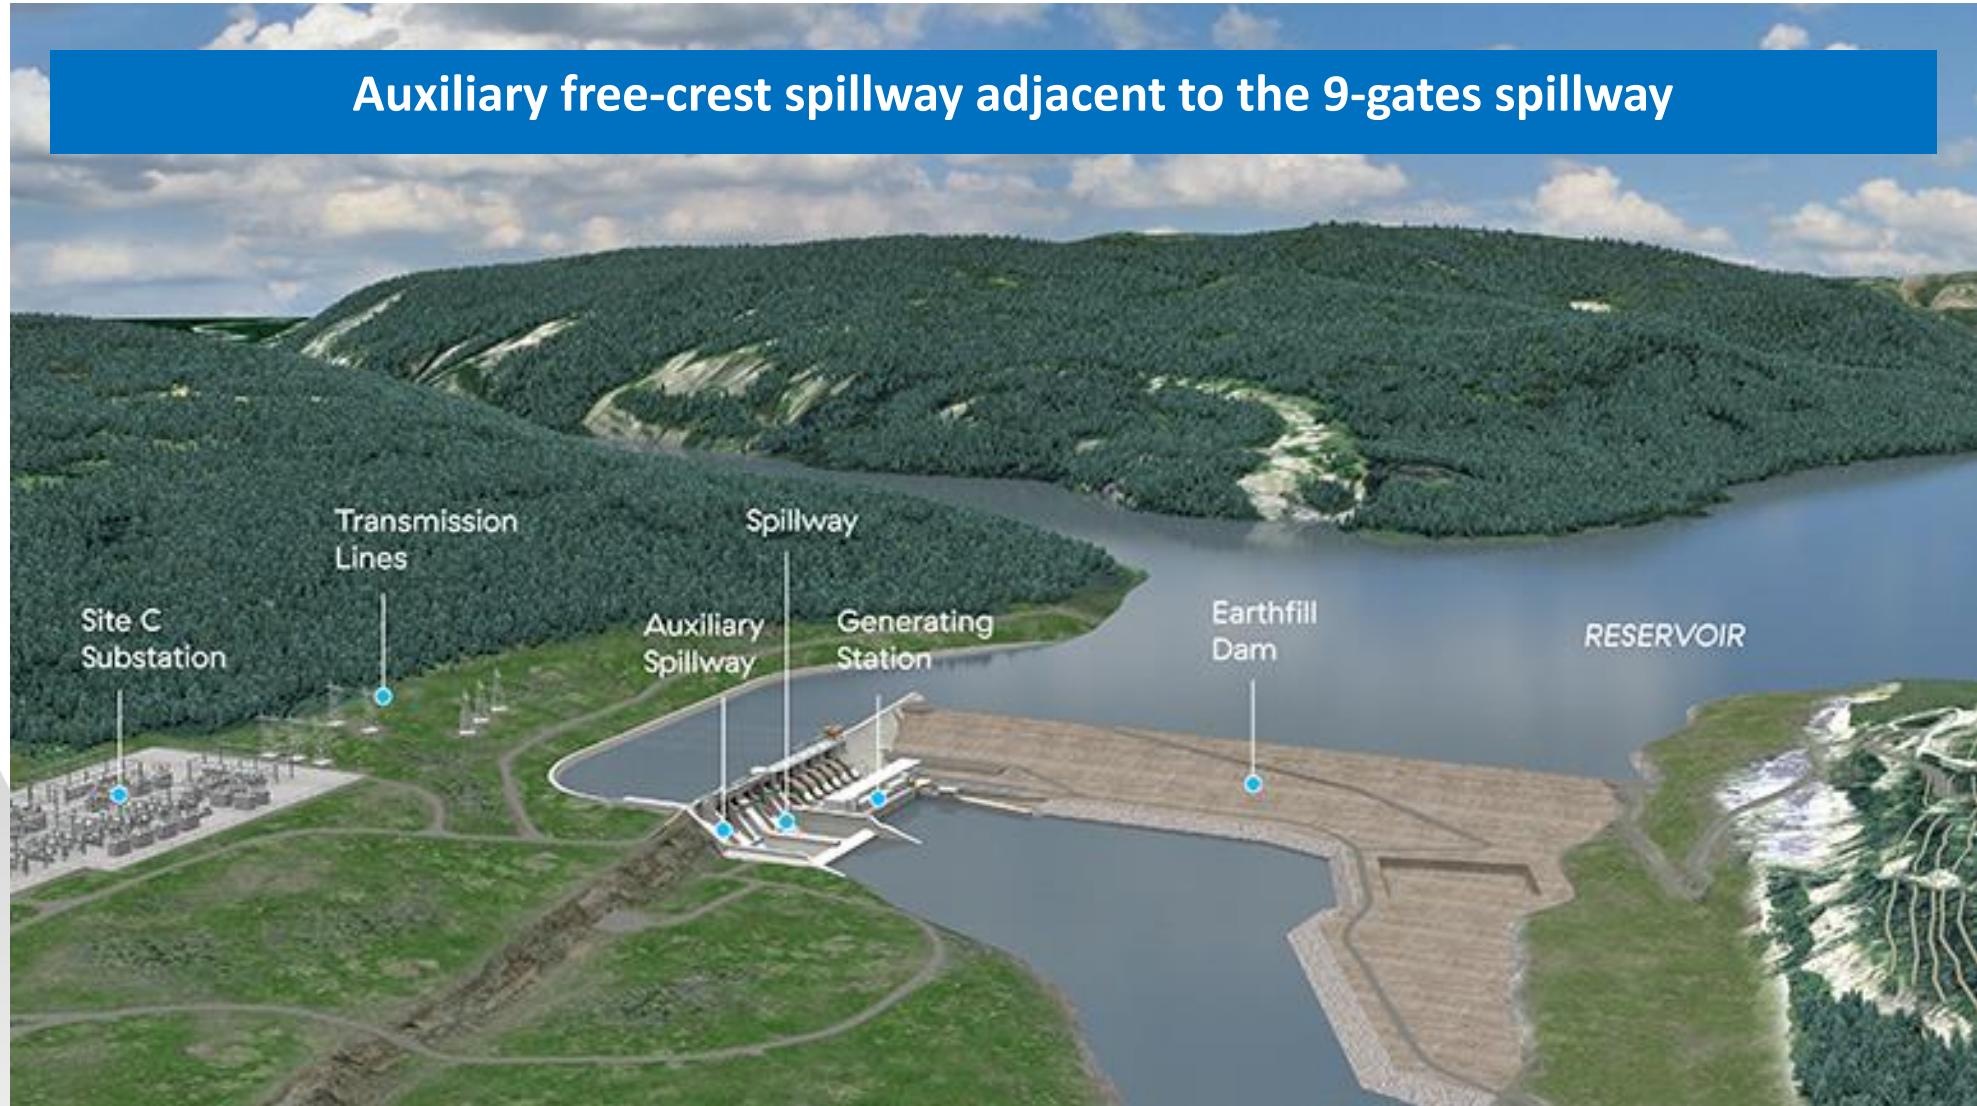 Auxiliary free-crest spillway adjacent to the 9-gates spillway
Transmission
Lines
Spillway
Site C
Substation
Auxiliary
Spillway
Generating
Station
Earthfill
Dam
RESERVOIR